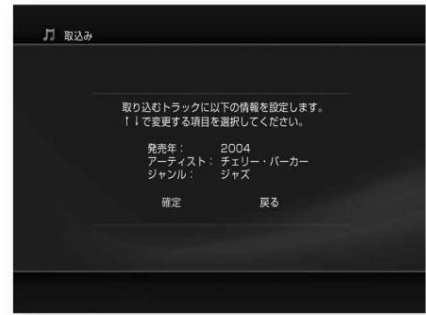 取込み
取り込むトラックに以下の情報を設定します。
↑↓で変更する項目を選択してください。
発売年： 2004
アーティスト： チェリー・パーカー
ジャンル： ジャズ
確定 戻る